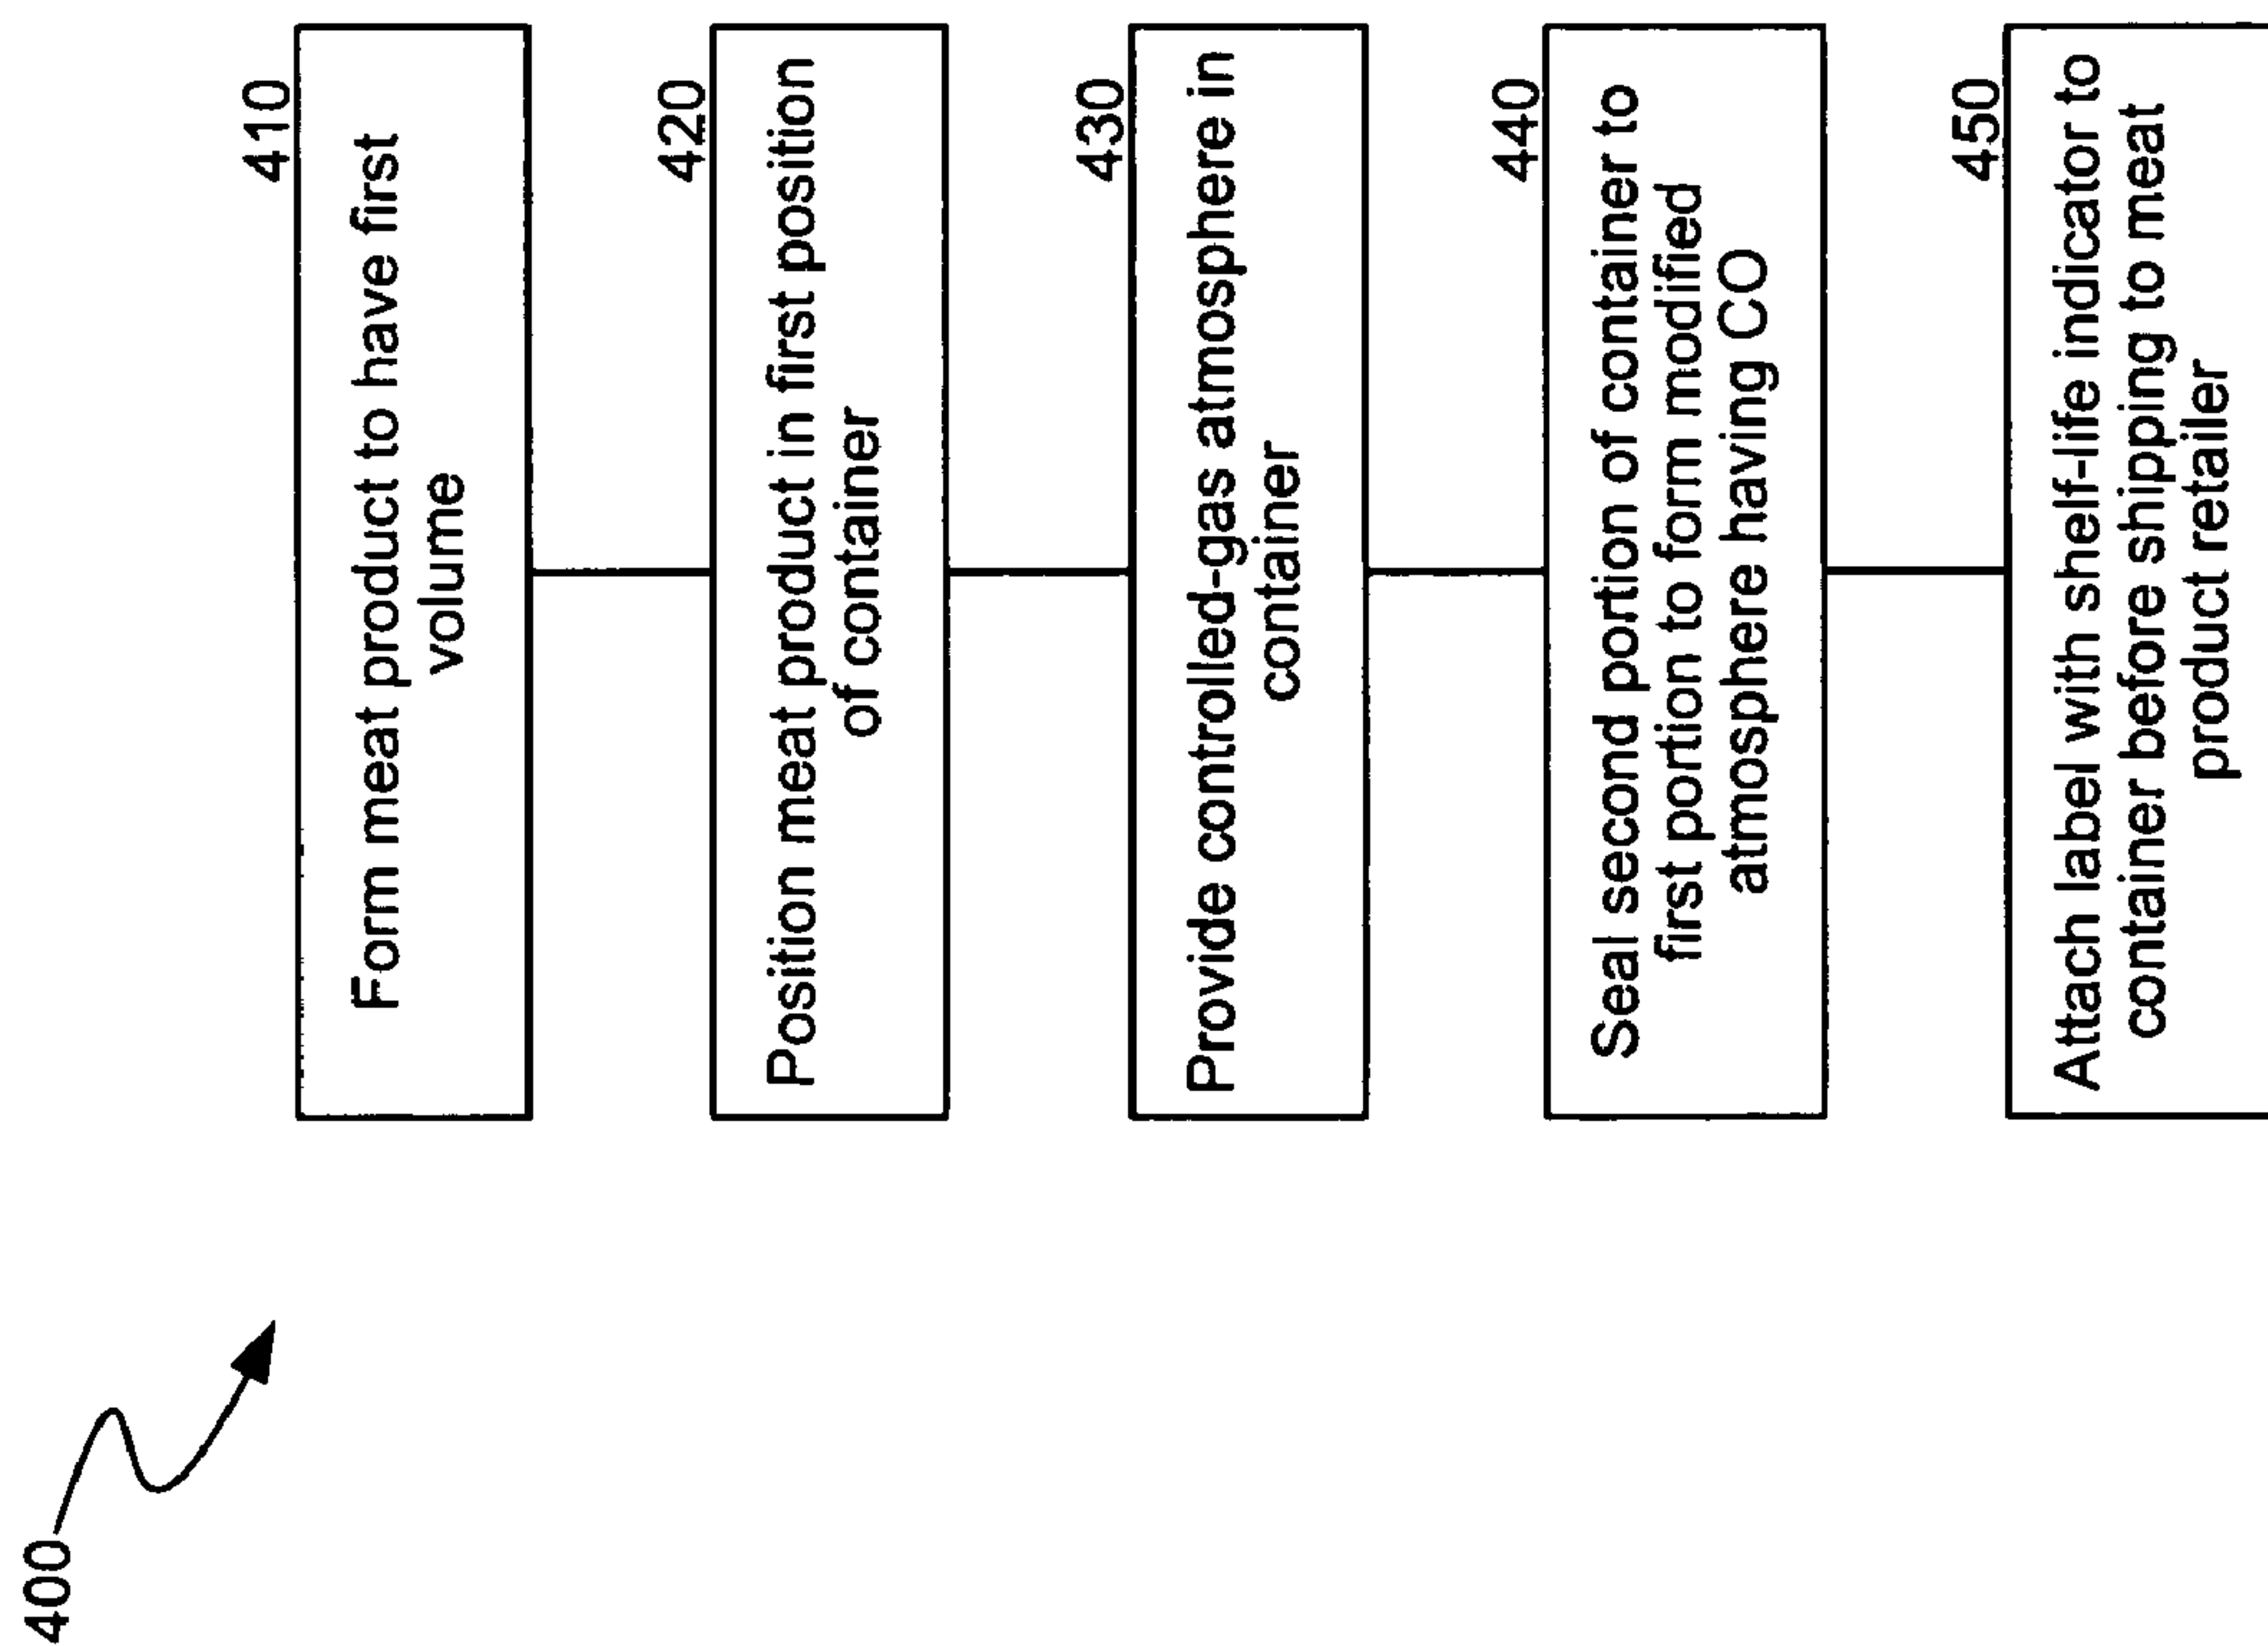 400
410
Form meat product to have first
volume
420
Position meat product in first position
of container
430
Provide controlled-gas atmosphere in
container
440
Seal second portion of container to
first portion to form modified
atmosphere having CO
450
Attach label with shelf-life indicator to
container before shipping to meat
product retailer